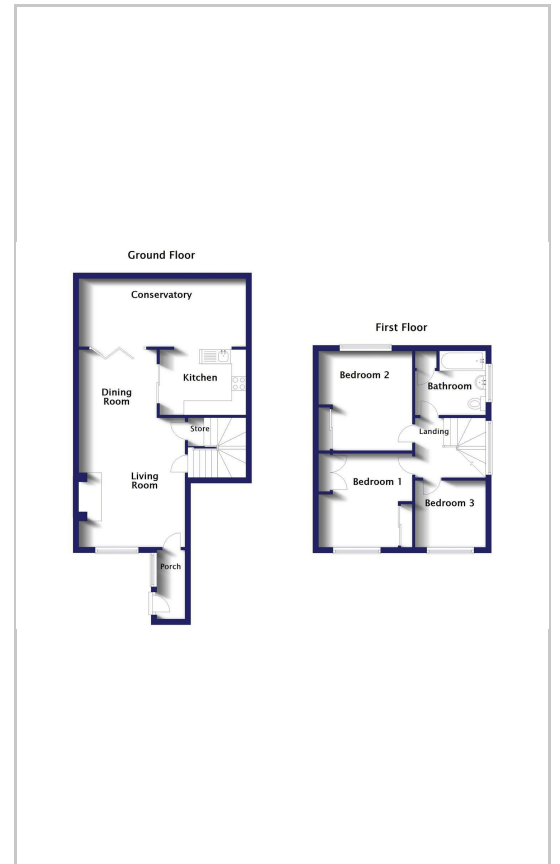 Ground Floor
Conservatory
Kitchen
Dining
Room
Store
Living
Room
Porch
First Floor
Bedroom 2
Bathroom
Landing
Bedroom 1
Bedroom 3